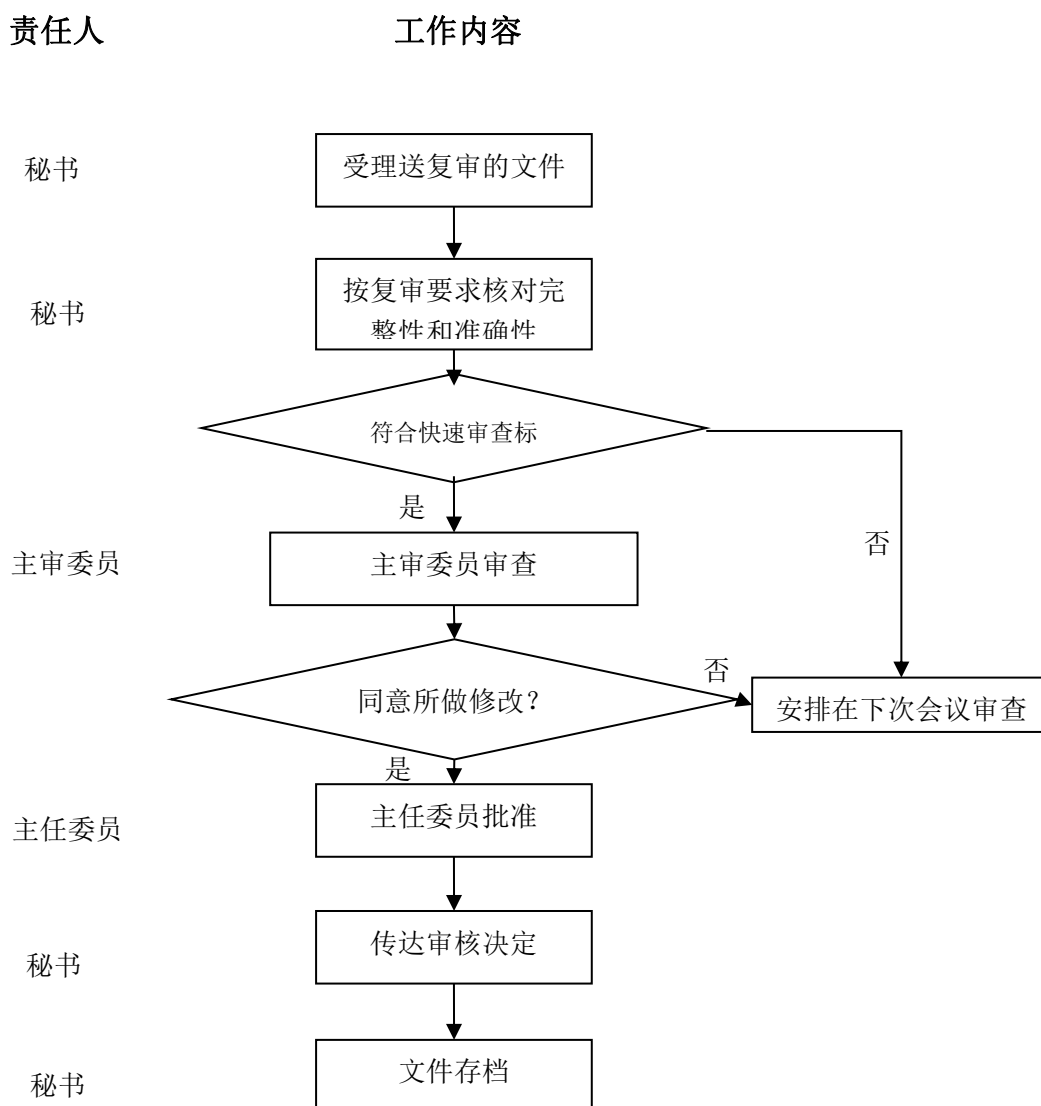 责任人 工作内容
秘书 受理送复审的文件
秘书 按复审要求核对完
整性和准确性
符合快速审查标
是
否
主审委员 主审委员审查
否
同意所做修改？
安排在下次会议审查
是
主任委员 主任委员批准
秘书 传达审核决定
秘书 文件存档